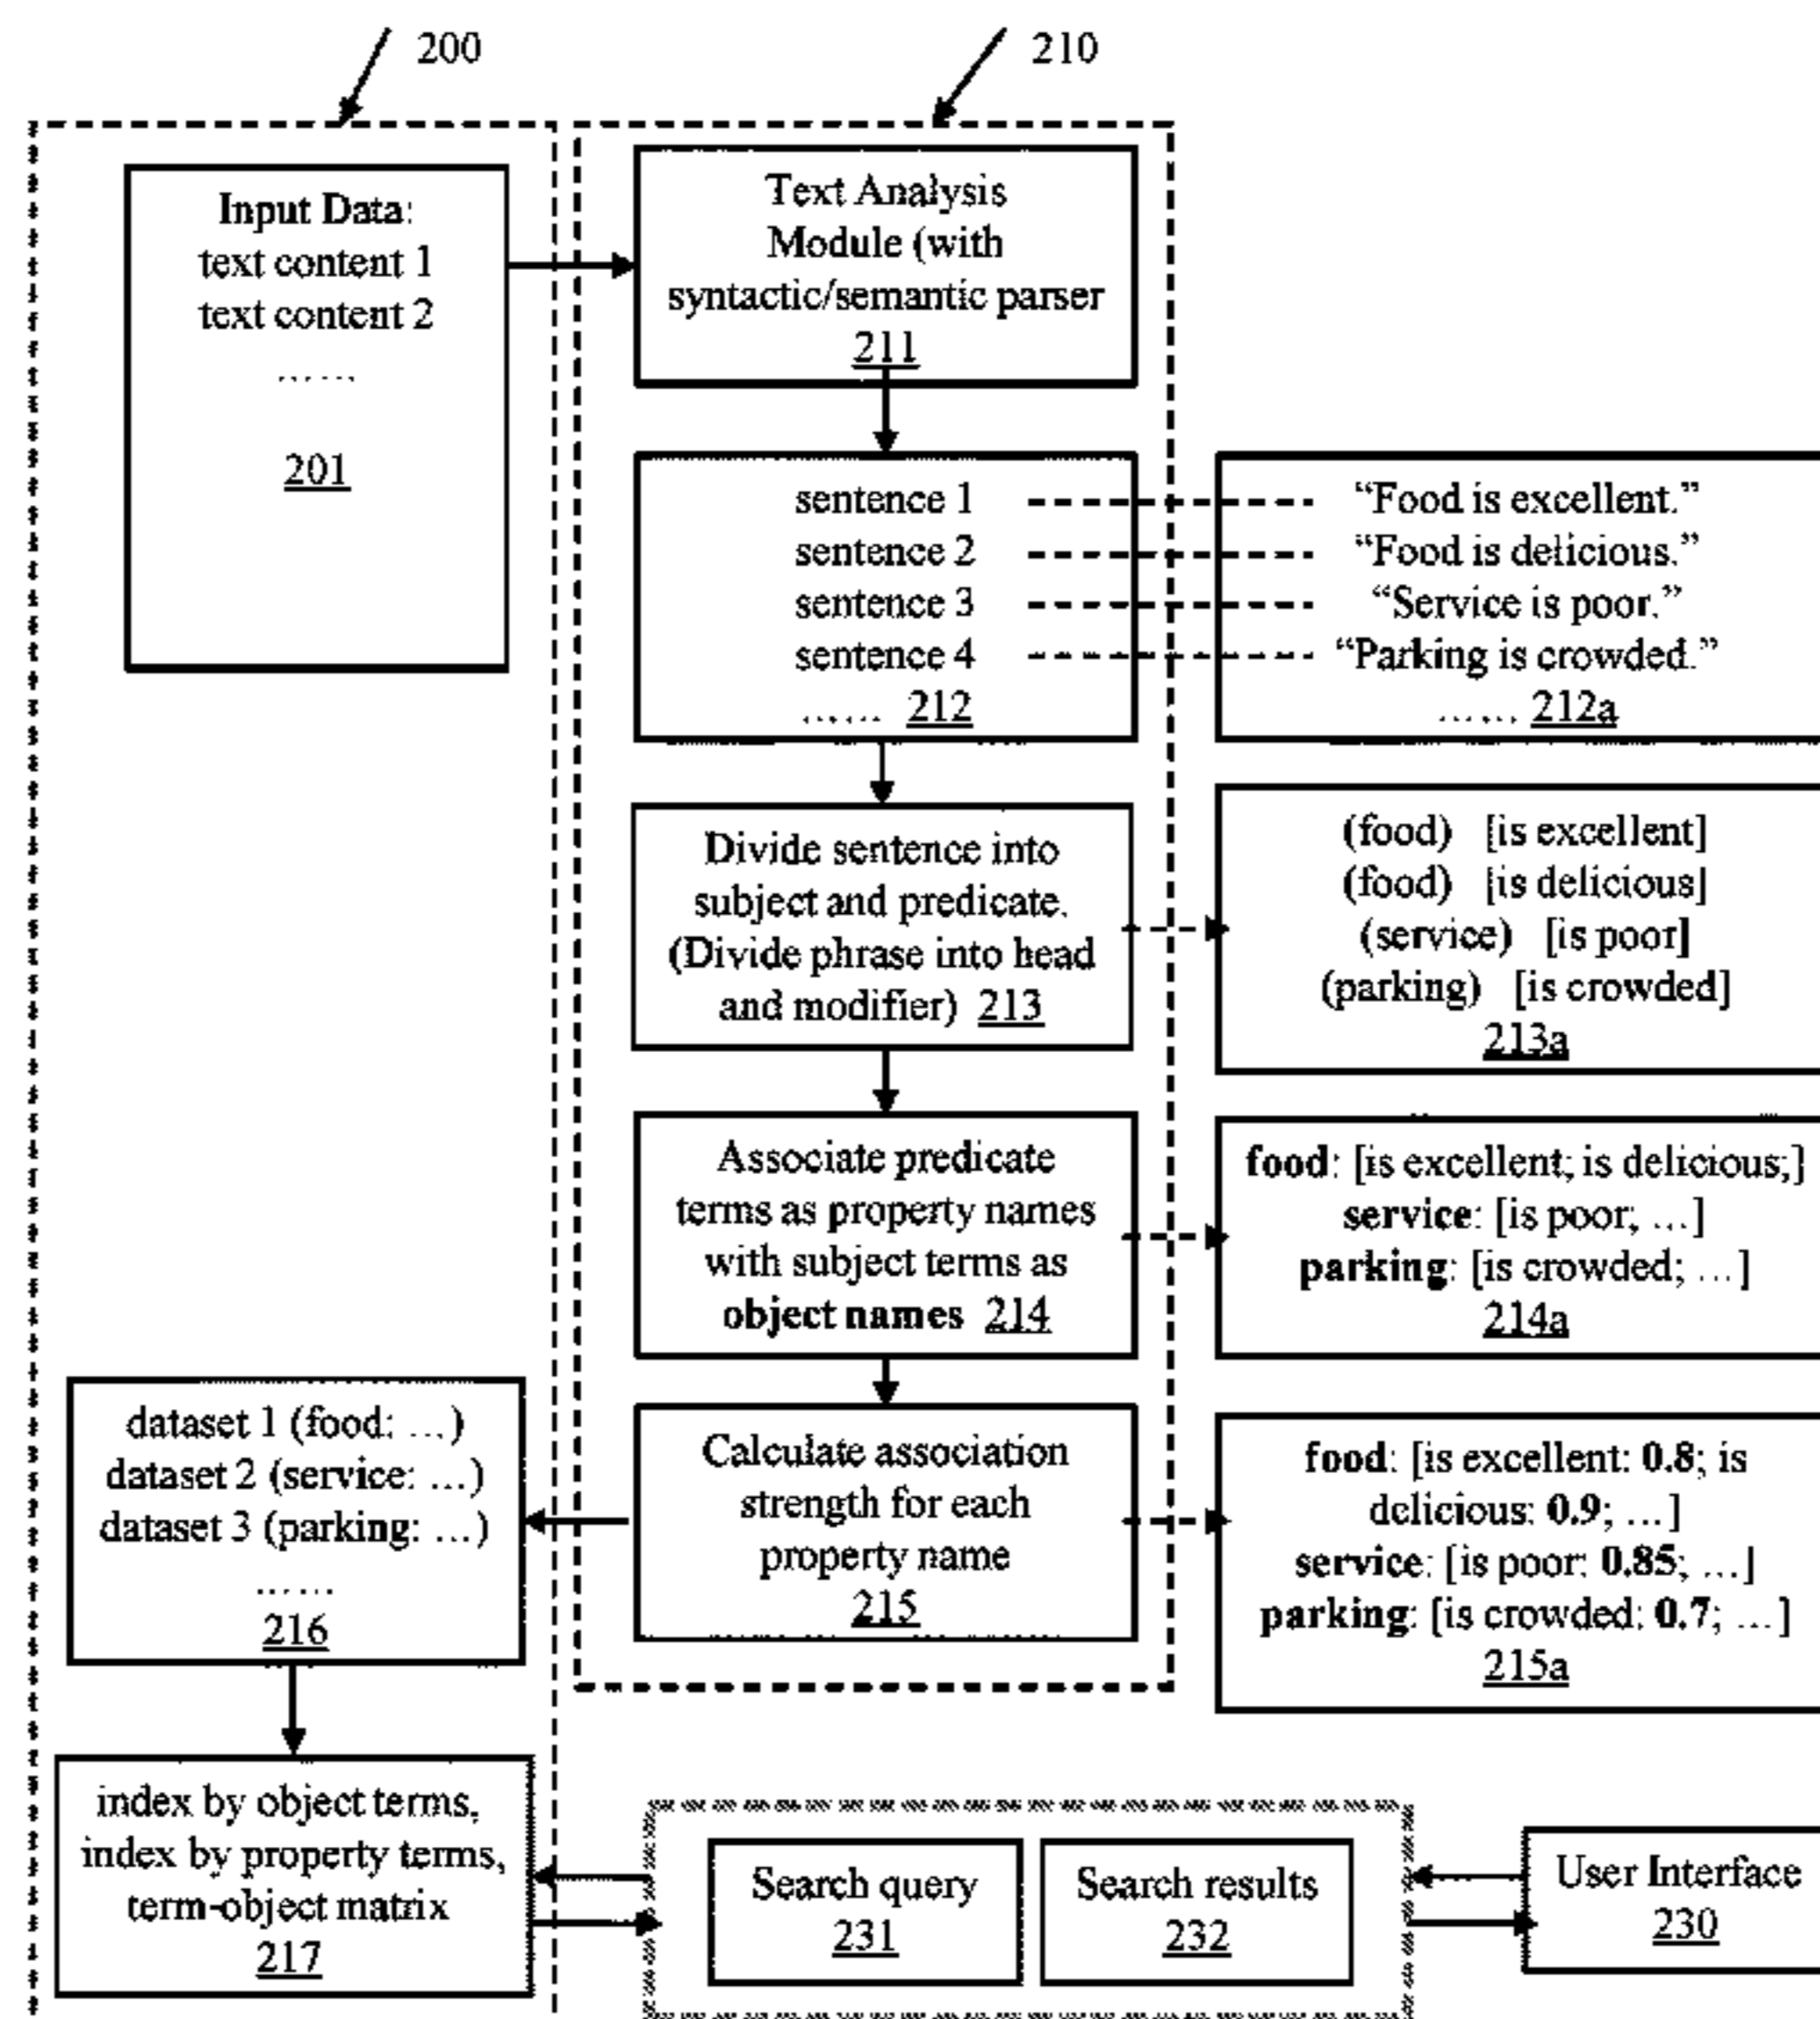 200
210
Input Data:
text content 1
text content 2
......
201
Text Analysis
Module (with
syntactic/semantic parser
211
sentence 1
sentence 2
sentence 3
sentence 4
...... 212
“Food is excellent.”
“Food is delicious.”
“Service is poor.”
“Parking is crowded.”
...... 212a
Divide sentence into
subject and predicate.
(Divide phrase into head
and modifier) 213
(food) [is excellent]
(food) [is delicious]
(service) [is poor]
(parking) [is crowded]
213a
Associate predicate
terms as property names
with subject terms as
object names 214
food: [is excellent; is delicious;]
service: [is poor; ...]
parking: [is crowded; ...]
214a
Calculate association
strength for each
property name
215
food: [is excellent: 0.8; is
delicious: 0.9; ...]
service: [is poor: 0.85; ...]
parking: [is crowded: 0.7; ...]
215a
dataset 1 (food: ...)
dataset 2 (service: ...)
dataset 3 (parking: ...)
......
216
index by object terms,
index by property terms,
term-object matrix
217
Search query
231
Search results
232
User Interface
230